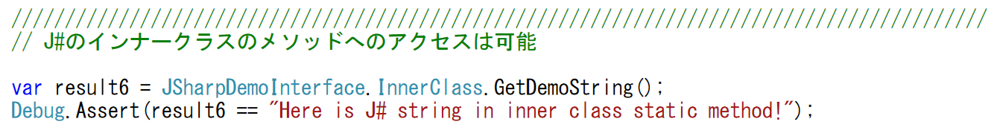 //////////////////////////////////////////////////////////////////////////////////////////
// J#のインナークラスのメソッドへのアクセスは可能
var result6 = JSharpDemoInterface.InnerClass.GetDemoString();
Debug.Assert(result6 == "Here is J# string in inner class static method!");